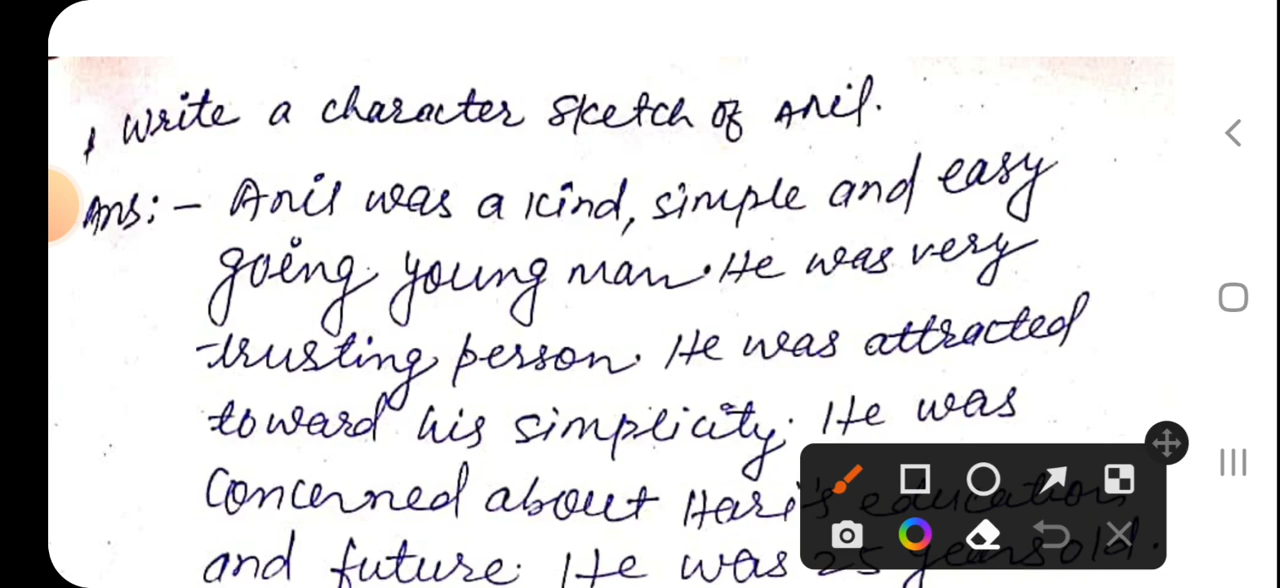 Write a character sketch of Anil.
Ans: - Anil was a kind, simple and easy
going young man. He was very
trusting person. He was attracted
toward his simplicity. He was
concerned about Hari's education
and future. He was 25 years old.